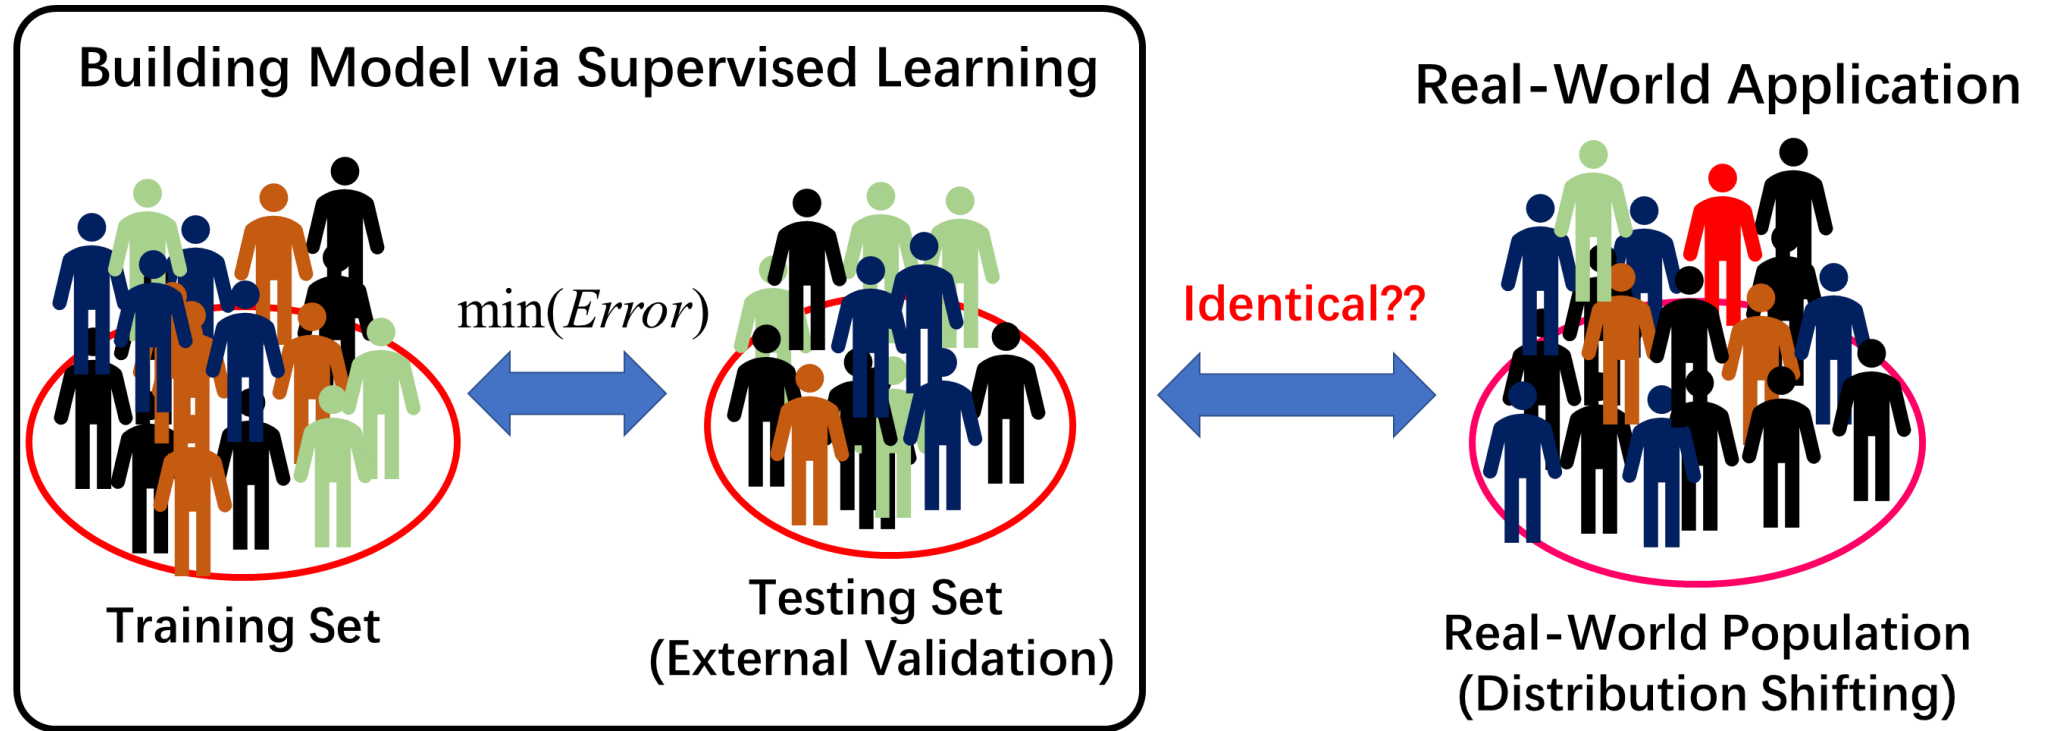 Building Model via Supervised Learning
min(Error)
Training Set
Testing Set
(External Validation)
Identical??
Real-World Application
Real-World Population
(Distribution Shifting)